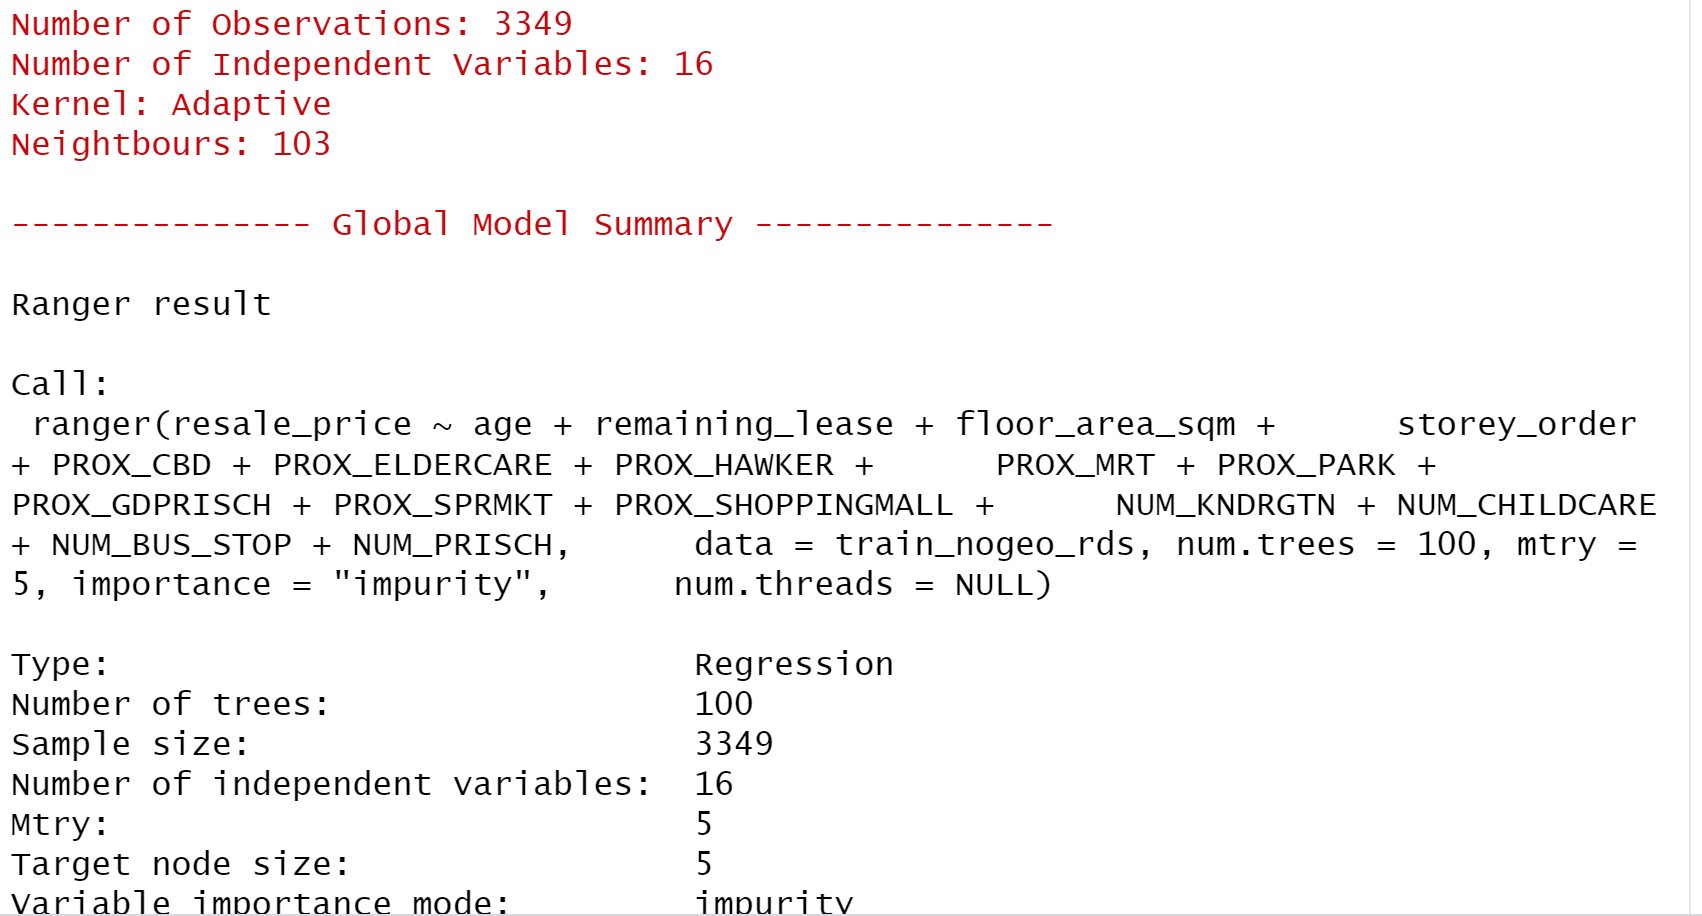 Number of Observations: 3349
Number of Independent Variables: 16
Kernel: Adaptive
Neightbours: 103
--------------- Global Model Summary ---------------
Ranger result
Call:
ranger(resale_price ~ age + remaining_lease + floor_area_sqm +      storey_order
+ PROX_CBD + PROX_ELDERCARE + PROX_HAWKER +      PROX_MRT + PROX_PARK +
PROX_GDPRISCH + PROX_SPRMKT + PROX_SHOPPINGMALL +      NUM_KNDRGTN + NUM_CHILDCARE
+ NUM_BUS_STOP + NUM_PRISCH,      data = train_nogeo_rds, num.trees = 100, mtry =
5, importance = "impurity",      num.threads = NULL)
Type:                             Regression
Number of trees:                  100
Sample size:                      3349
Number of independent variables:  16
Mtry:                             5
Target node size:                 5
Variable importance mode:         impurity